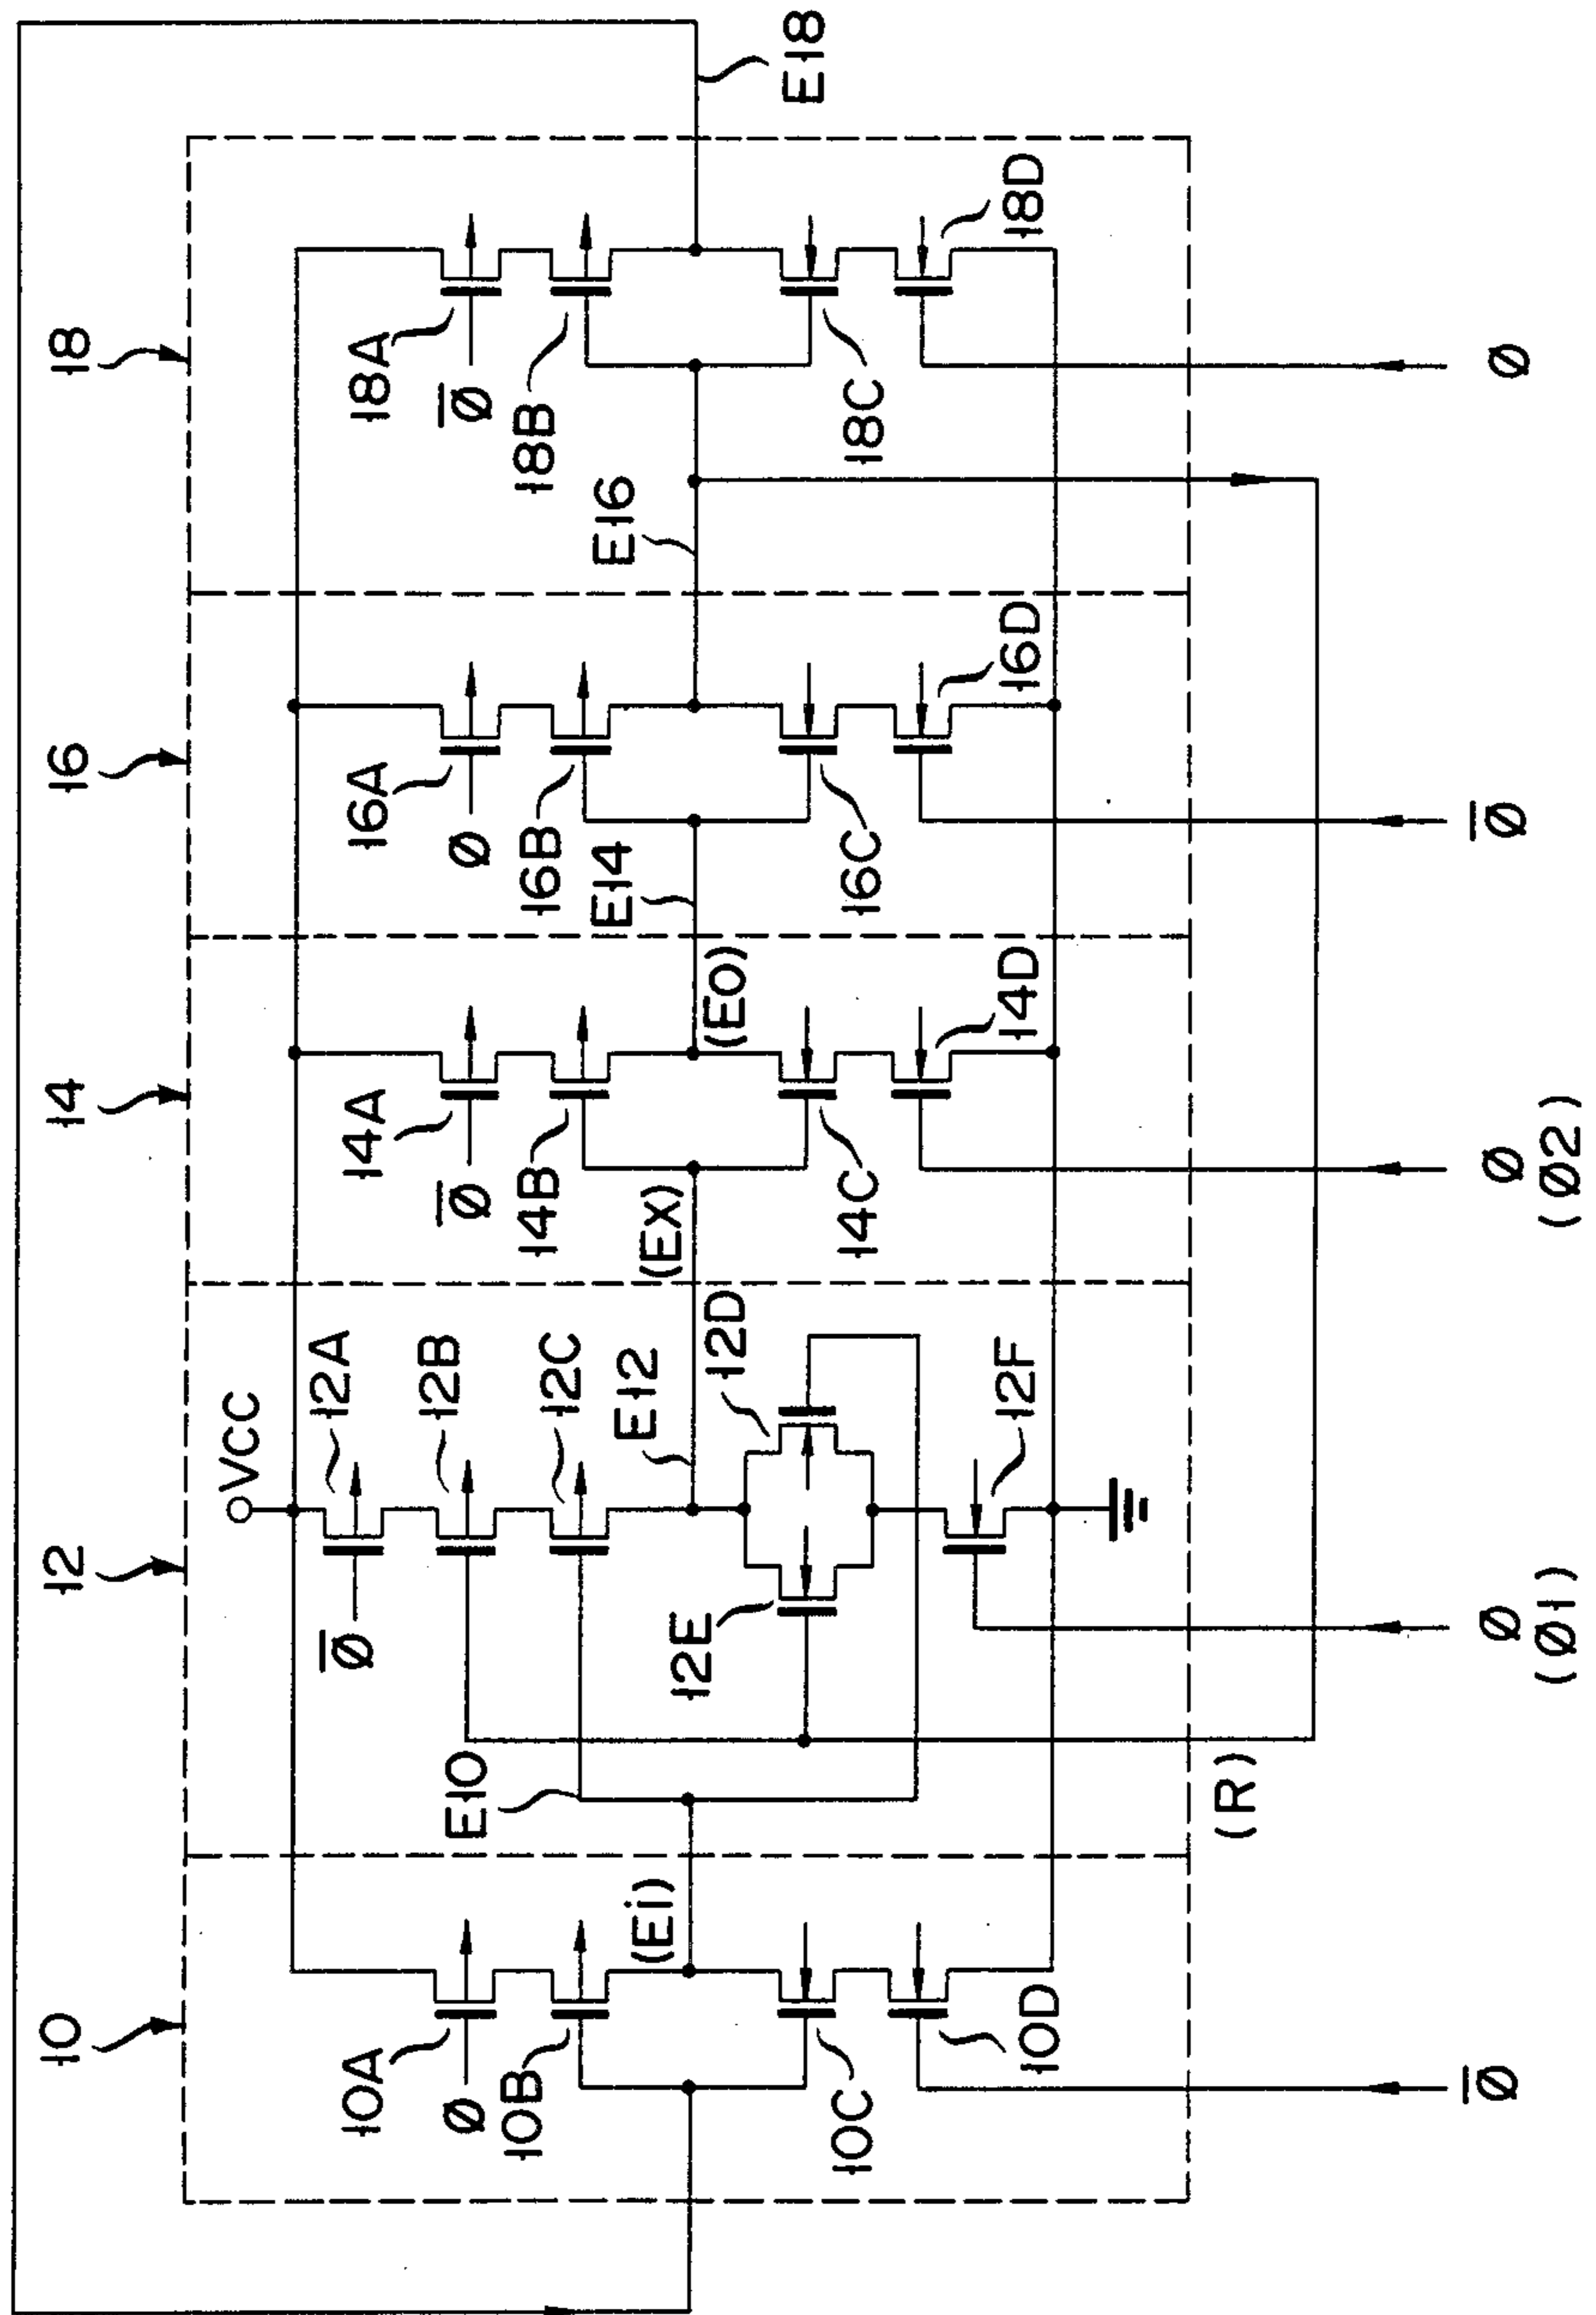 10
12
14
16
18
VCC
12A
12B
12C
E12
12D
12E
12F
E10
(Ei)
(EX)
(EO)
10A
Ø
10B
10C
10D
Ø̅
Ø̅
14A
Ø̅
14B
14C
14D
E14
16A
Ø
16B
16C
16D
E16
18A
Ø̅
18B
18C
18D
E18
(R)
Ø̅
Ø
(Ø1)
Ø
(Ø2)
Ø